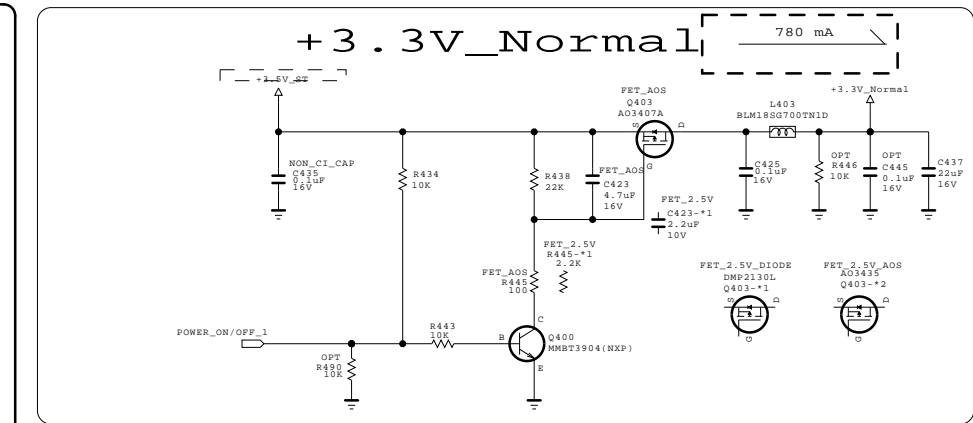 +3.3V_Normal
780 mA
+3.5V_ST
NON_CI_CAP
C435
0.1uF
16V
R434
10K
R438
22K
FET_AOS
C423
4.7uF
16V
FET_AOS
Q403
AO3407A
S
D
G
FET_2.5V
C423-*1
2.2uF
10V
L403
BLM18SG700TN1D
+3.3V_Normal
C425
0.1uF
16V
OPT
R446
10K
OPT
C445
0.1uF
16V
C437
22uF
16V
FET_2.5V
R445-*1
2.2K
FET_AOS
R445
100
FET_2.5V_DIODE
DMP2130L
Q403-*1
S
D
G
FET_2.5V_AOS
AO3435
Q403-*2
S
D
G
POWER_ON/OFF_1
OPT
R490
10K
R443
10K
B
C
E
Q400
MMBT3904(NXP)